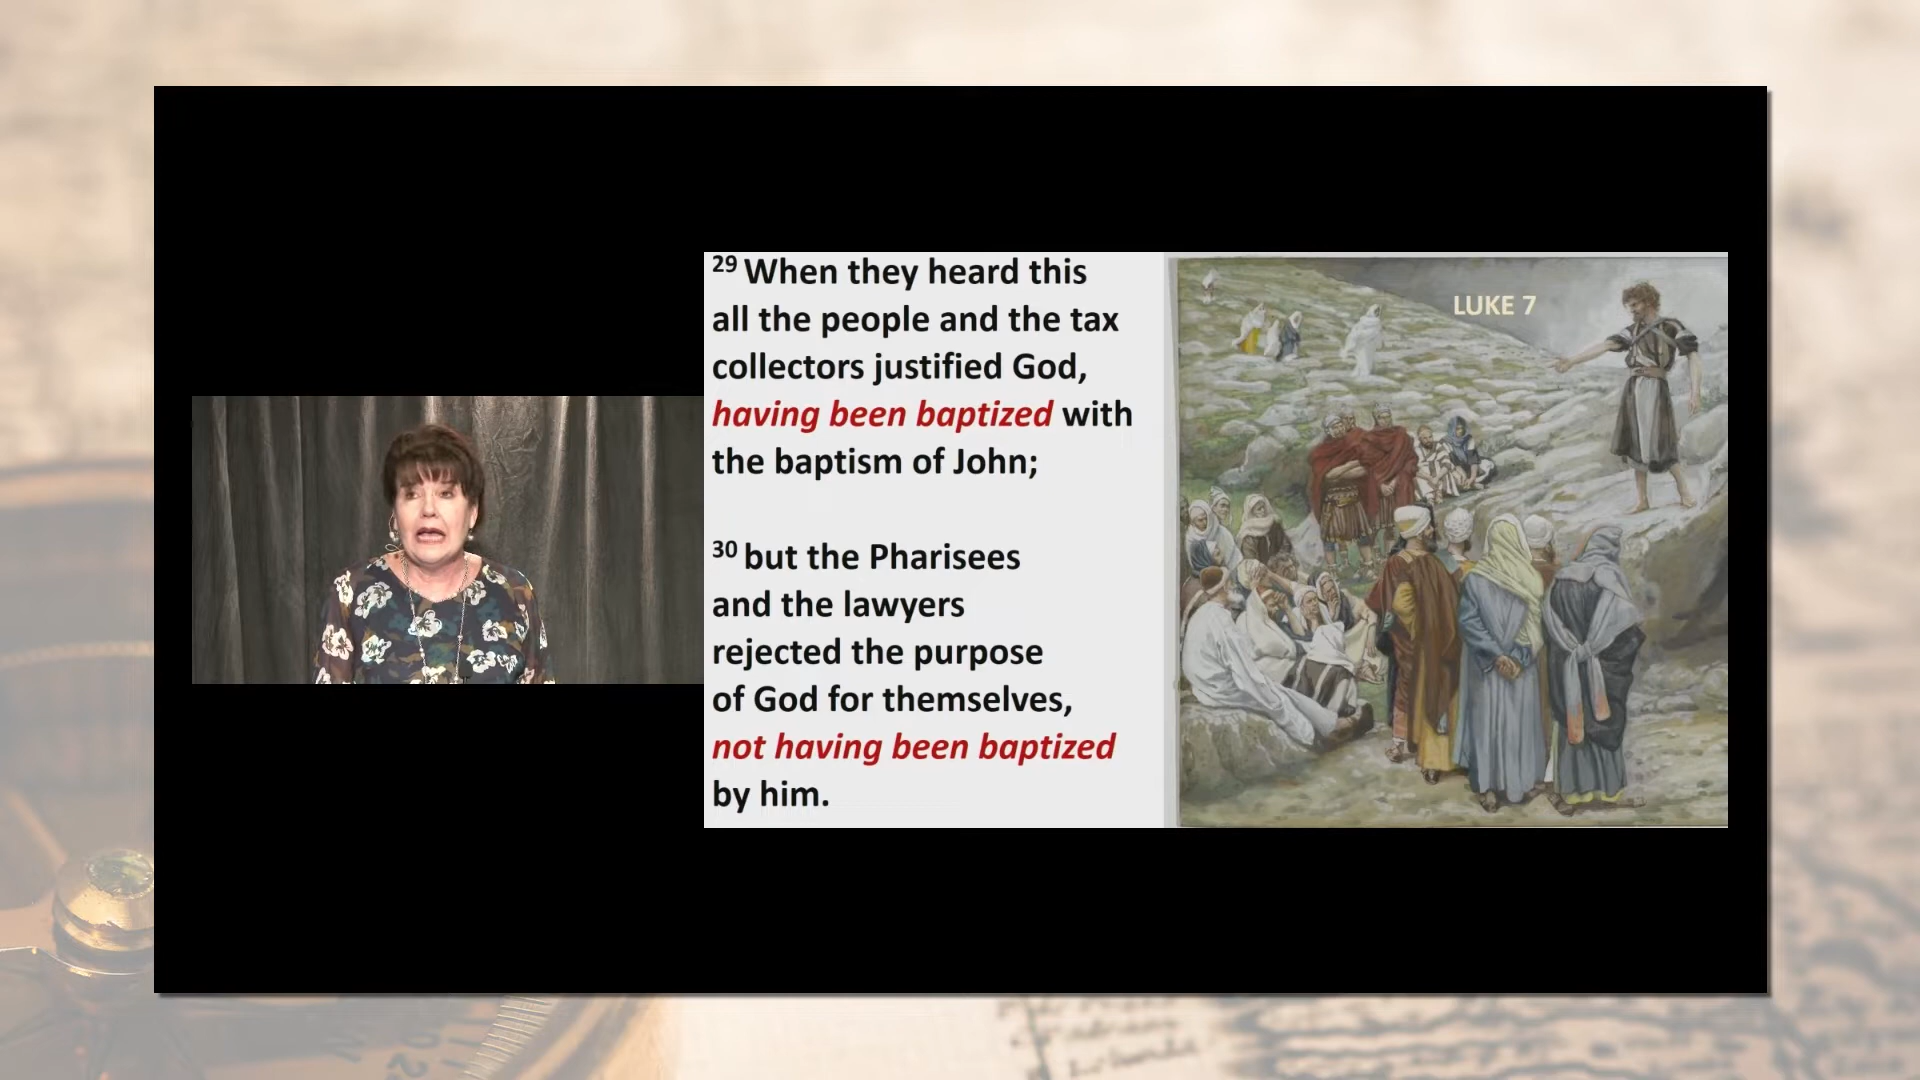 29 When they heard this
all the people and the tax
collectors justified God,
having been baptized with
the baptism of John;
30 but the Pharisees
and the lawyers
rejected the purpose
of God for themselves,
not having been baptized
by him.
LUKE 7